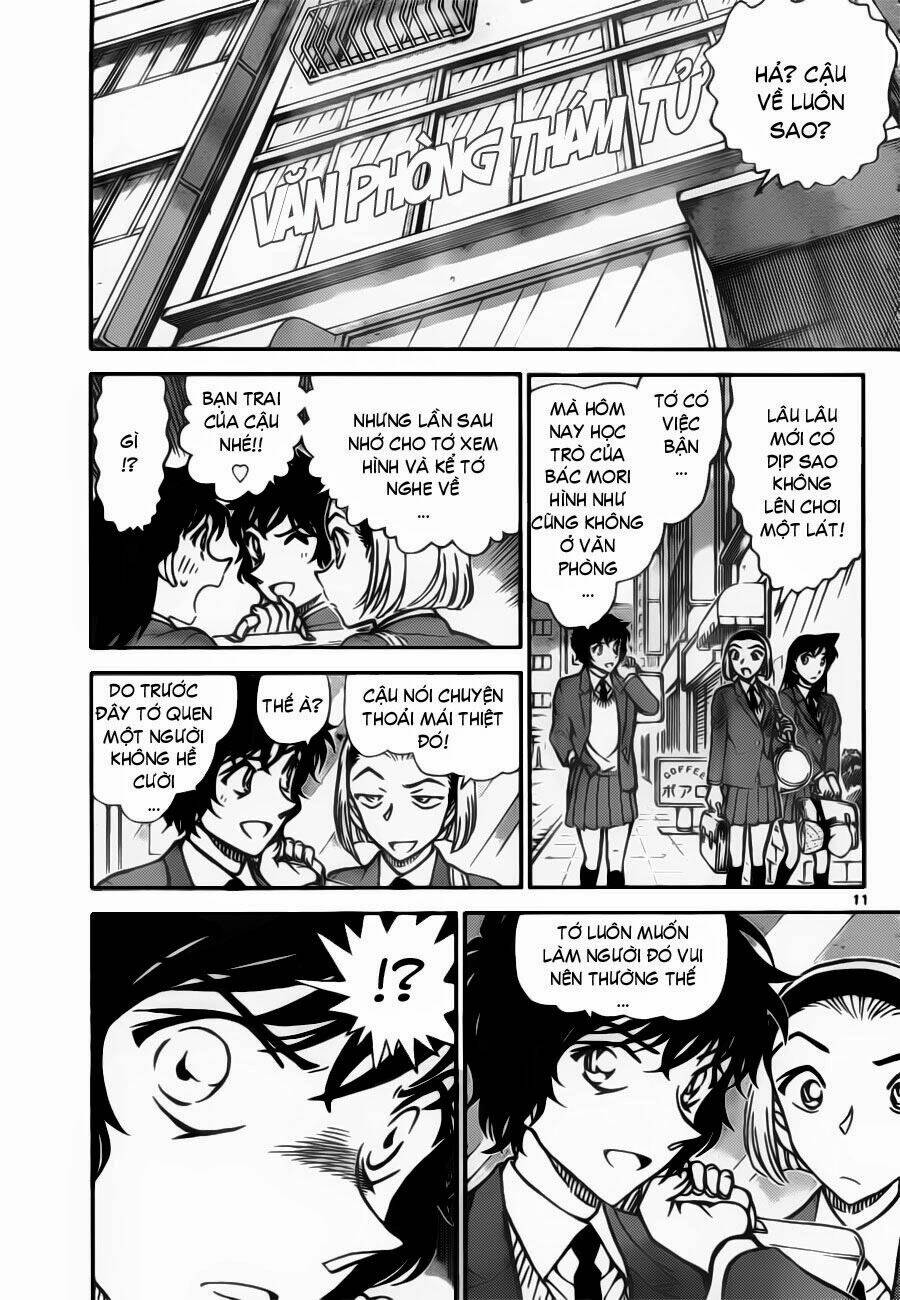 HẢ? CẬU
VỀ LUÔN
SAO?
VĂN PHÒNG THÁM TỬ
LÂU LÂU
MỚI CÓ
DỊP SAO
KHÔNG
LÊN CHƠI
MỘT LÁT!
TỚ CÓ
VIỆC
BẬN
...
MÀ HÔM
NAY HỌC
TRÒ CỦA
BÁC MORI
HÌNH NHƯ
CŨNG KHÔNG
Ở VĂN
PHÒNG
...
COFFEE
ポアロ
NHƯNG LẦN SAU
NHỚ CHO TỚ XEM
HÌNH VÀ KỂ TỚ
NGHE VỀ
...
BẠN TRAI
CỦA CẬU
NHÉ!!
♡
GÌ
!?
CẬU NÓI CHUYỆN
THOẢI MÁI THIỆT
ĐÓ!
THẾ À?
DO TRƯỚC
ĐÂY TỚ QUEN
MỘT NGƯỜI
KHÔNG HỀ
CƯỜI
...
11
TỚ LUÔN MUỐN
LÀM NGƯỜI ĐÓ VUI
NÊN THƯỜNG THẾ
...
!?